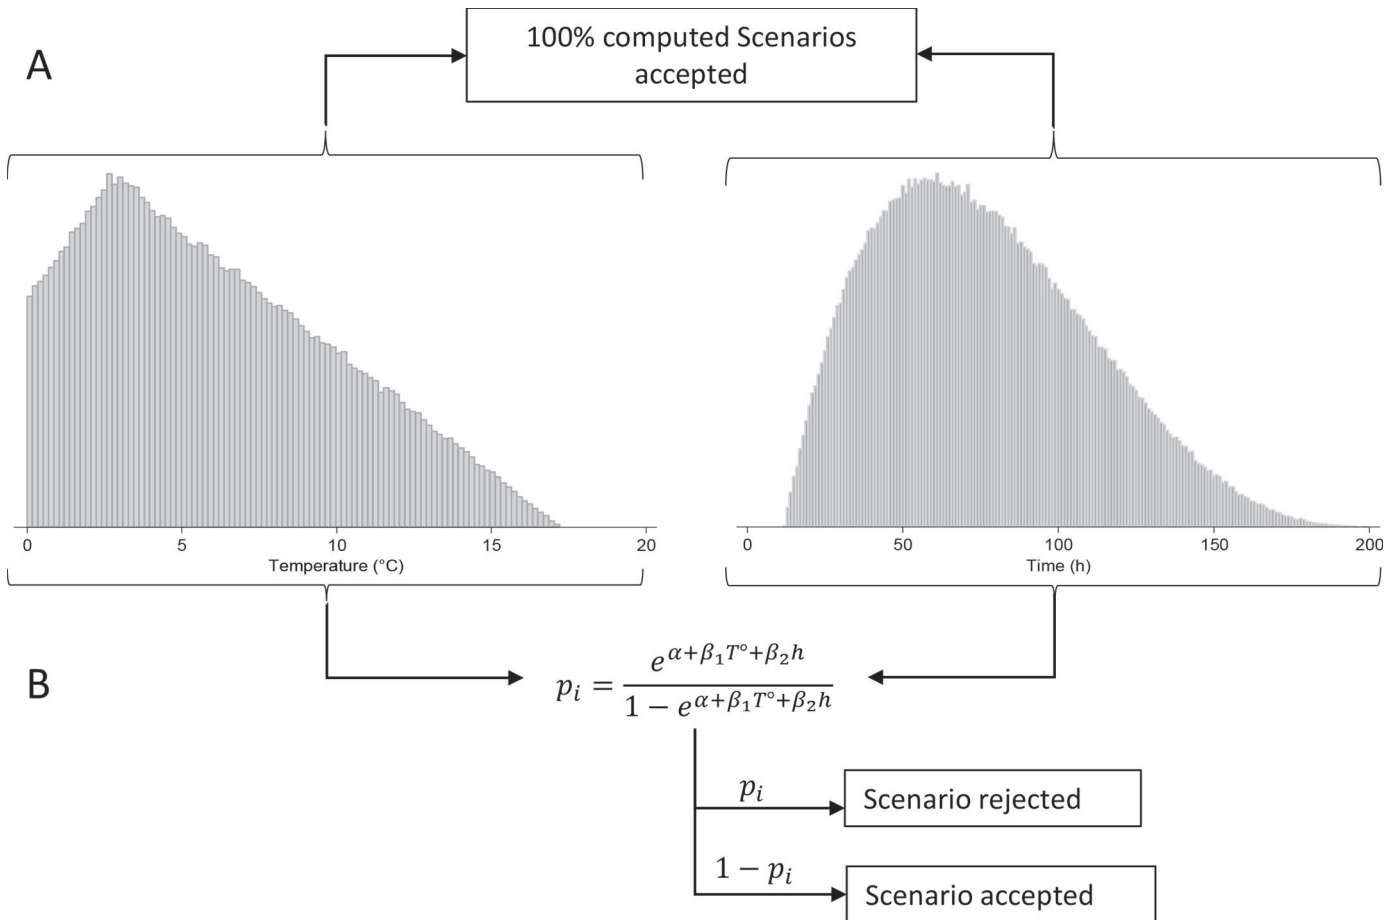 A
100% computed Scenarios
accepted
0 5 10 15 20
Temperature (°C)
0 50 100 150 200
Time (h)
B
p_i = \frac{e^{α+β_1T°+β_2h}}{1 − e^{α+β_1T°+β_2h}}
p_i
Scenario rejected
1 − p_i
Scenario accepted